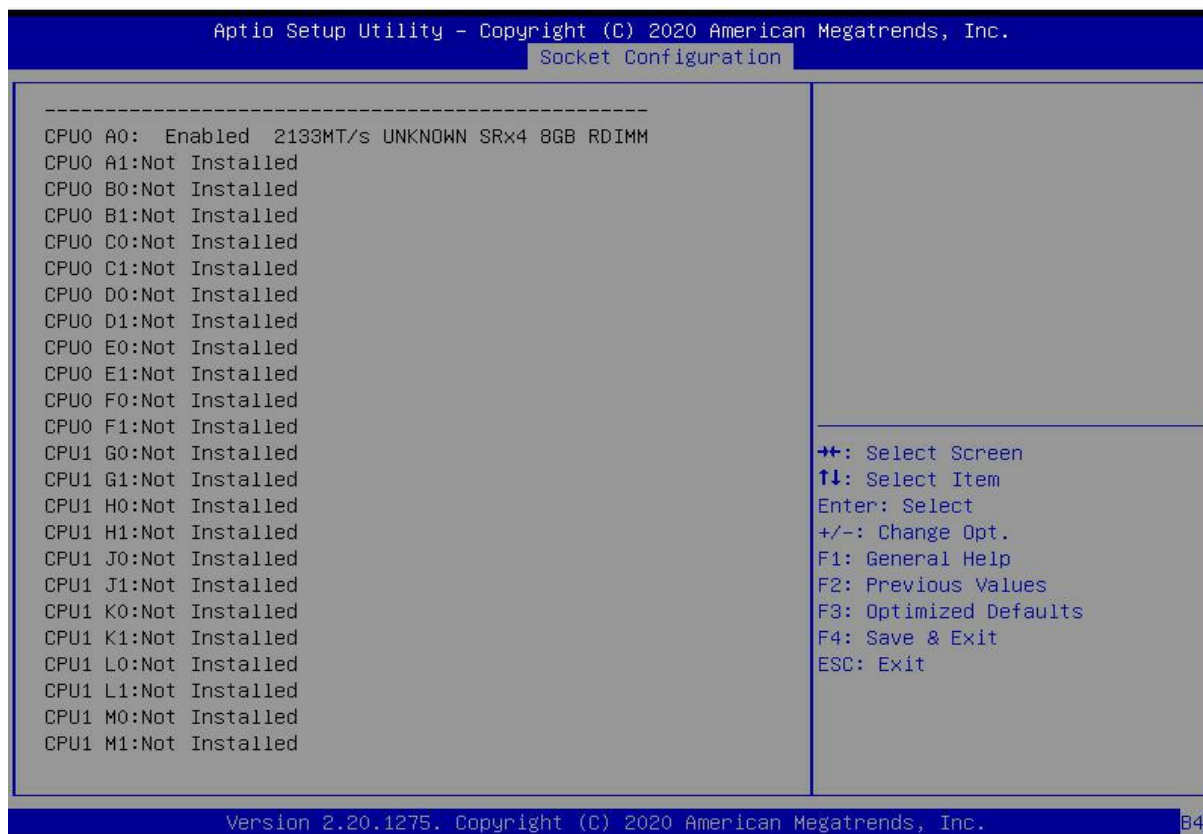 Aptio Setup Utility – Copyright (C) 2020 American Megatrends, Inc.
Socket Configuration
------------------------------------------------
CPU0 A0:  Enabled  2133MT/s UNKNOWN SRx4 8GB RDIMM
CPU0 A1:Not Installed
CPU0 B0:Not Installed
CPU0 B1:Not Installed
CPU0 C0:Not Installed
CPU0 C1:Not Installed
CPU0 D0:Not Installed
CPU0 D1:Not Installed
CPU0 E0:Not Installed
CPU0 E1:Not Installed
CPU0 F0:Not Installed
CPU0 F1:Not Installed
CPU1 G0:Not Installed
CPU1 G1:Not Installed
CPU1 H0:Not Installed
CPU1 H1:Not Installed
CPU1 J0:Not Installed
CPU1 J1:Not Installed
CPU1 K0:Not Installed
CPU1 K1:Not Installed
CPU1 L0:Not Installed
CPU1 L1:Not Installed
CPU1 M0:Not Installed
CPU1 M1:Not Installed
→←: Select Screen
↑↓: Select Item
Enter: Select
+/-: Change Opt.
F1: General Help
F2: Previous Values
F3: Optimized Defaults
F4: Save & Exit
ESC: Exit
Version 2.20.1275. Copyright (C) 2020 American Megatrends, Inc.
B4